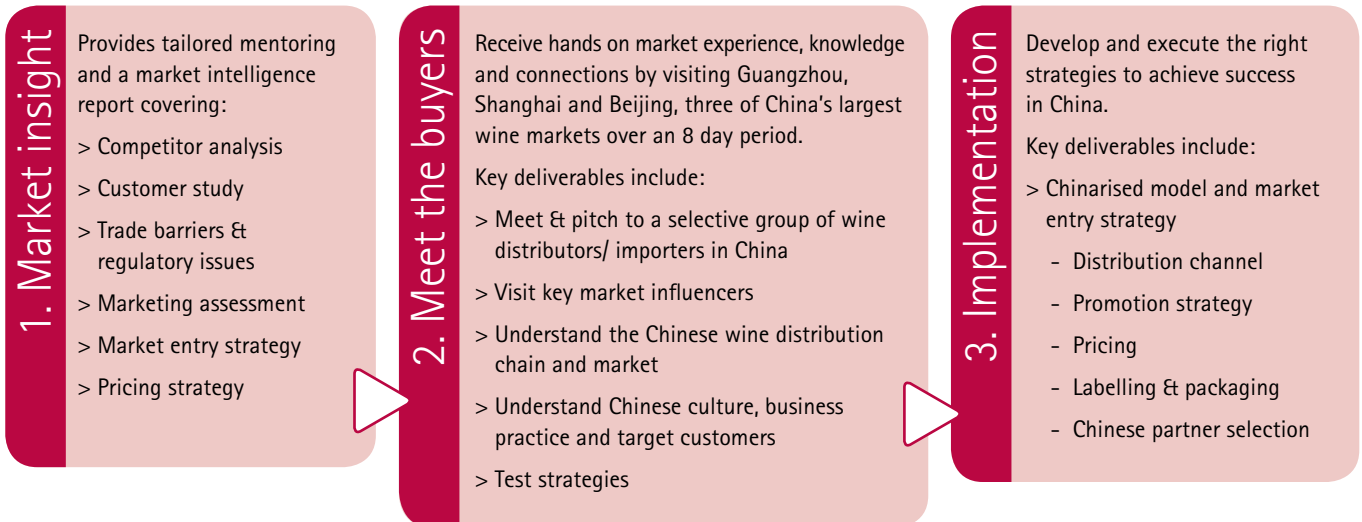 1. Market insight
Provides tailored mentoring
and a market intelligence
report covering:
> Competitor analysis
> Customer study
> Trade barriers &
regulatory issues
> Marketing assessment
> Market entry strategy
> Pricing strategy
2. Meet the buyers
Receive hands on market experience, knowledge
and connections by visiting Guangzhou,
Shanghai and Beijing, three of China's largest
wine markets over an 8 day period.
Key deliverables include:
> Meet & pitch to a selective group of wine
distributors/ importers in China
> Visit key market influencers
> Understand the Chinese wine distribution
chain and market
> Understand Chinese culture, business
practice and target customers
> Test strategies
3. Implementation
Develop and execute the right
strategies to achieve success
in China.
Key deliverables include:
> Chinarised model and market
entry strategy
- Distribution channel
- Promotion strategy
- Pricing
- Labelling & packaging
- Chinese partner selection